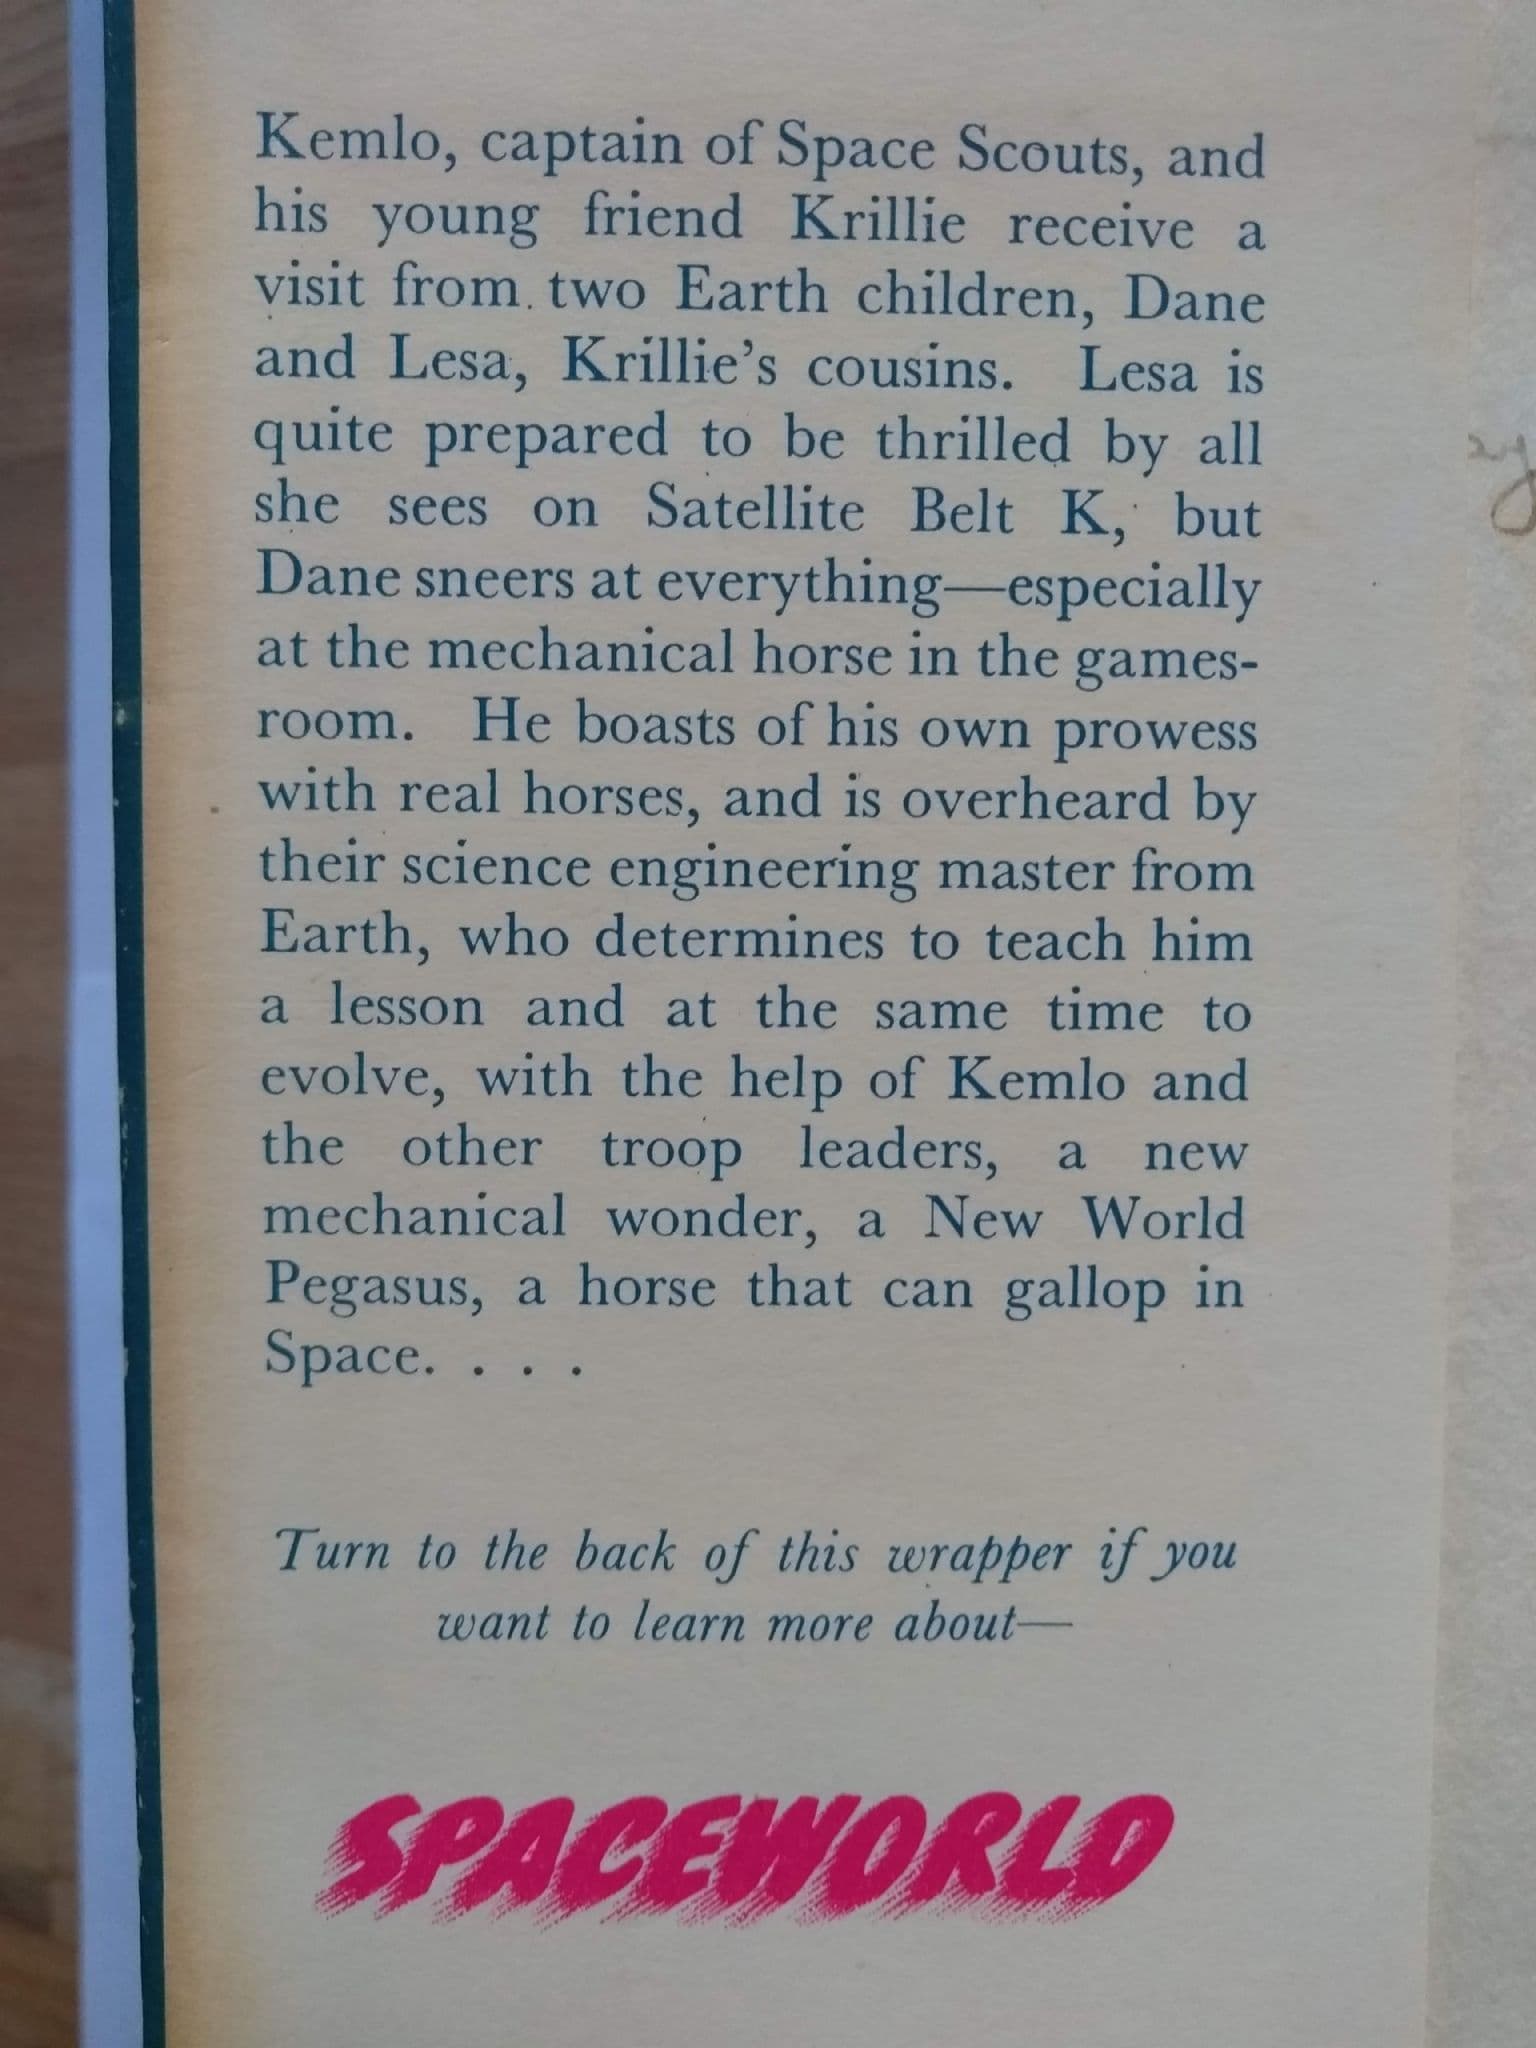 Kemlo, captain of Space Scouts, and
his young friend Krillie receive a
visit from two Earth children, Dane
and Lesa, Krillie's cousins. Lesa is
quite prepared to be thrilled by all
she sees on Satellite Belt K, but
Dane sneers at everything—especially
at the mechanical horse in the games-
room. He boasts of his own prowess
with real horses, and is overheard by
their science engineering master from
Earth, who determines to teach him
a lesson and at the same time to
evolve, with the help of Kemlo and
the other troop leaders, a new
mechanical wonder, a New World
Pegasus, a horse that can gallop in
Space. . . .
Turn to the back of this wrapper if you
want to learn more about—
SPACEWORLD